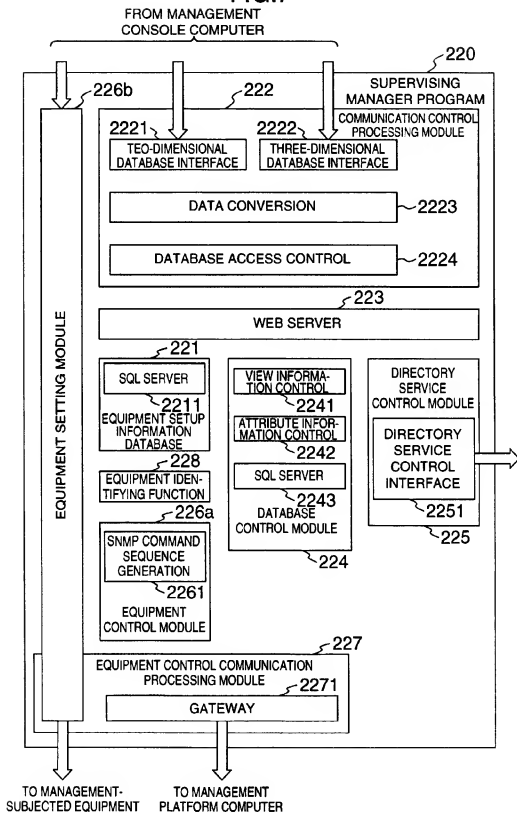 FROM MANAGEMENT
CONSOLE COMPUTER
220
226b
222
SUPERVISING
MANAGER PROGRAM
COMMUNICATION CONTROL
PROCESSING MODULE
2221
2222
TEO-DIMENSIONAL
DATABASE INTERFACE
THREE-DIMENSIONAL
DATABASE INTERFACE
DATA CONVERSION
2223
DATABASE ACCESS CONTROL
2224
223
WEB SERVER
EQUIPMENT SETTING MODULE
221
SQL SERVER
2211
EQUIPMENT SETUP
INFORMATION
DATABASE
228
EQUIPMENT IDEN-
TIFYING FUNCTION
226a
SNMP COMMAND
SEQUENCE
GENERATION
2261
EQUIPMENT
CONTROL MODULE
VIEW INFORMA-
TION CONTROL
2241
ATTRIBUTE INFOR-
MATION CONTROL
2242
SQL SERVER
2243
DATABASE
CONTROL MODULE
224
DIRECTORY
SERVICE
CONTROL MODULE
DIRECTORY
SERVICE
CONTROL
INTERFACE
2251
225
227
EQUIPMENT CONTROL COMMUNICATION
PROCESSING MODULE
2271
GATEWAY
TO MANAGEMENT-
SUBJECTED EQUIPMENT
TO MANAGEMENT
PLATFORM COMPUTER